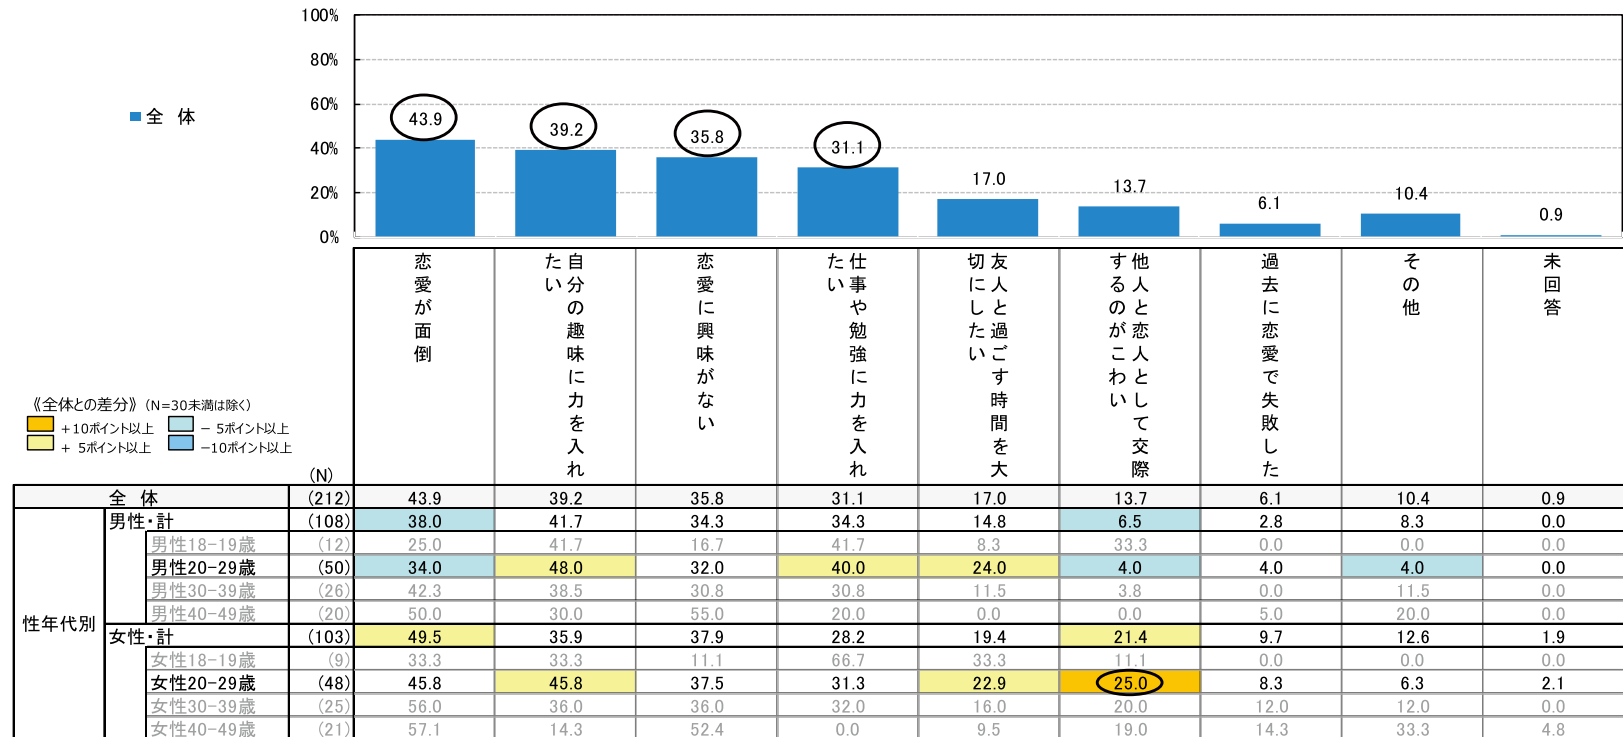 100%
80%
60%
40%
20%
0%
全 体
43.9
39.2
35.8
31.1
17.0
13.7
6.1
10.4
0.9
恋愛が面倒
自分の趣味に力を入れ
たい
恋愛に興味がない
仕事や勉強に力を入れ
たい
友人と過ごす時間を大
切にしたい
他人と恋人として交際
するのがこわい
過去に恋愛で失敗した
その他
未回答
《全体との差分》(N=30未満は除く)
+10ポイント以上 - 5ポイント以上
+ 5ポイント以上 -10ポイント以上
(N)
全 体 (212) 43.9 39.2 35.8 31.1 17.0 13.7 6.1 10.4 0.9
性年代別
男性・計 (108) 38.0 41.7 34.3 34.3 14.8 6.5 2.8 8.3 0.0
男性18-19歳 (12) 25.0 41.7 16.7 41.7 8.3 33.3 0.0 0.0 0.0
男性20-29歳 (50) 34.0 48.0 32.0 40.0 24.0 4.0 4.0 4.0 0.0
男性30-39歳 (26) 42.3 38.5 30.8 30.8 11.5 3.8 0.0 11.5 0.0
男性40-49歳 (20) 50.0 30.0 55.0 20.0 0.0 0.0 5.0 20.0 0.0
女性・計 (103) 49.5 35.9 37.9 28.2 19.4 21.4 9.7 12.6 1.9
女性18-19歳 (9) 33.3 33.3 11.1 66.7 33.3 11.1 0.0 0.0 0.0
女性20-29歳 (48) 45.8 45.8 37.5 31.3 22.9 25.0 8.3 6.3 2.1
女性30-39歳 (25) 56.0 36.0 36.0 32.0 16.0 20.0 12.0 12.0 0.0
女性40-49歳 (21) 57.1 14.3 52.4 0.0 9.5 19.0 14.3 33.3 4.8